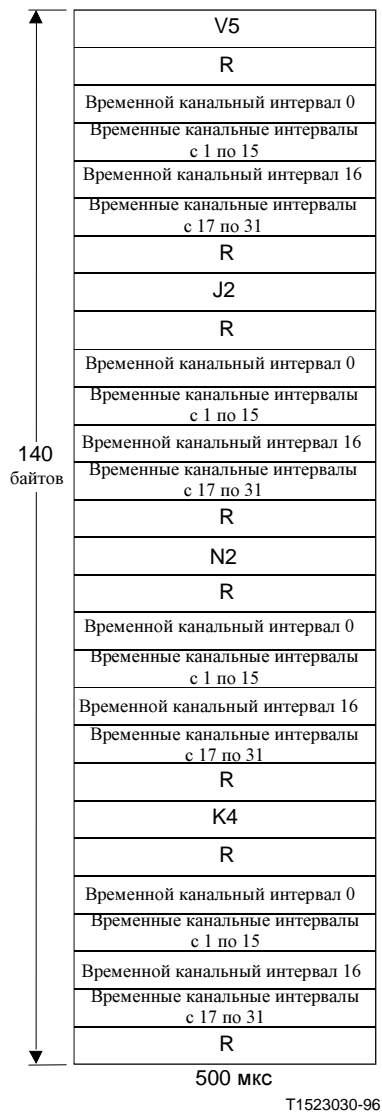 V5
R
Временной канальный интервал 0
Временные канальные интервалы
с 1 по 15
Временной канальный интервал 16
Временные канальные интервалы
с 17 по 31
R
J2
R
Временной канальный интервал 0
Временные канальные интервалы
с 1 по 15
Временной канальный интервал 16
Временные канальные интервалы
с 17 по 31
R
N2
R
Временной канальный интервал 0
Временные канальные интервалы
с 1 по 15
Временной канальный интервал 16
Временные канальные интервалы
с 17 по 31
R
K4
R
Временной канальный интервал 0
Временные канальные интервалы
с 1 по 15
Временной канальный интервал 16
Временные канальные интервалы
с 17 по 31
R
140
байтов
500 мкс
T1523030-96